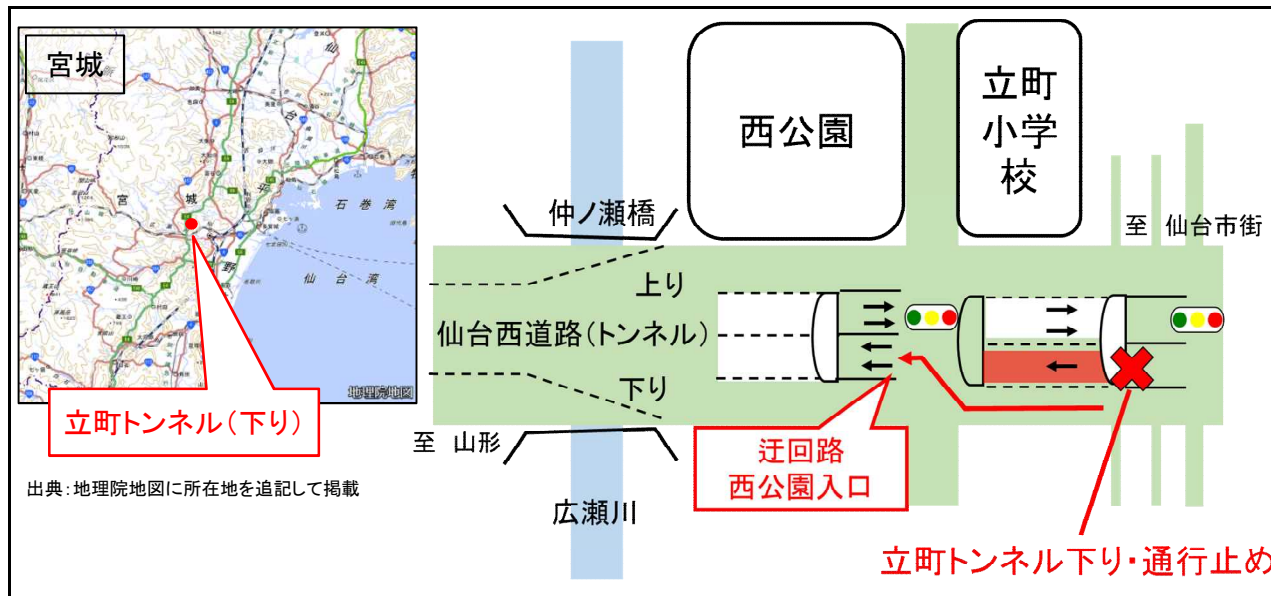 宮城
石巻湾
仙台湾
地理院地図
立町トンネル(下り)
出典:地理院地図に所在地を追記して掲載
西公園
立町
小学
校
仲ノ瀬橋
至 仙台市街
上り
仙台西道路(トンネル)
下り
至 山形
迂回路
西公園入口
広瀬川
立町トンネル下り・通行止め